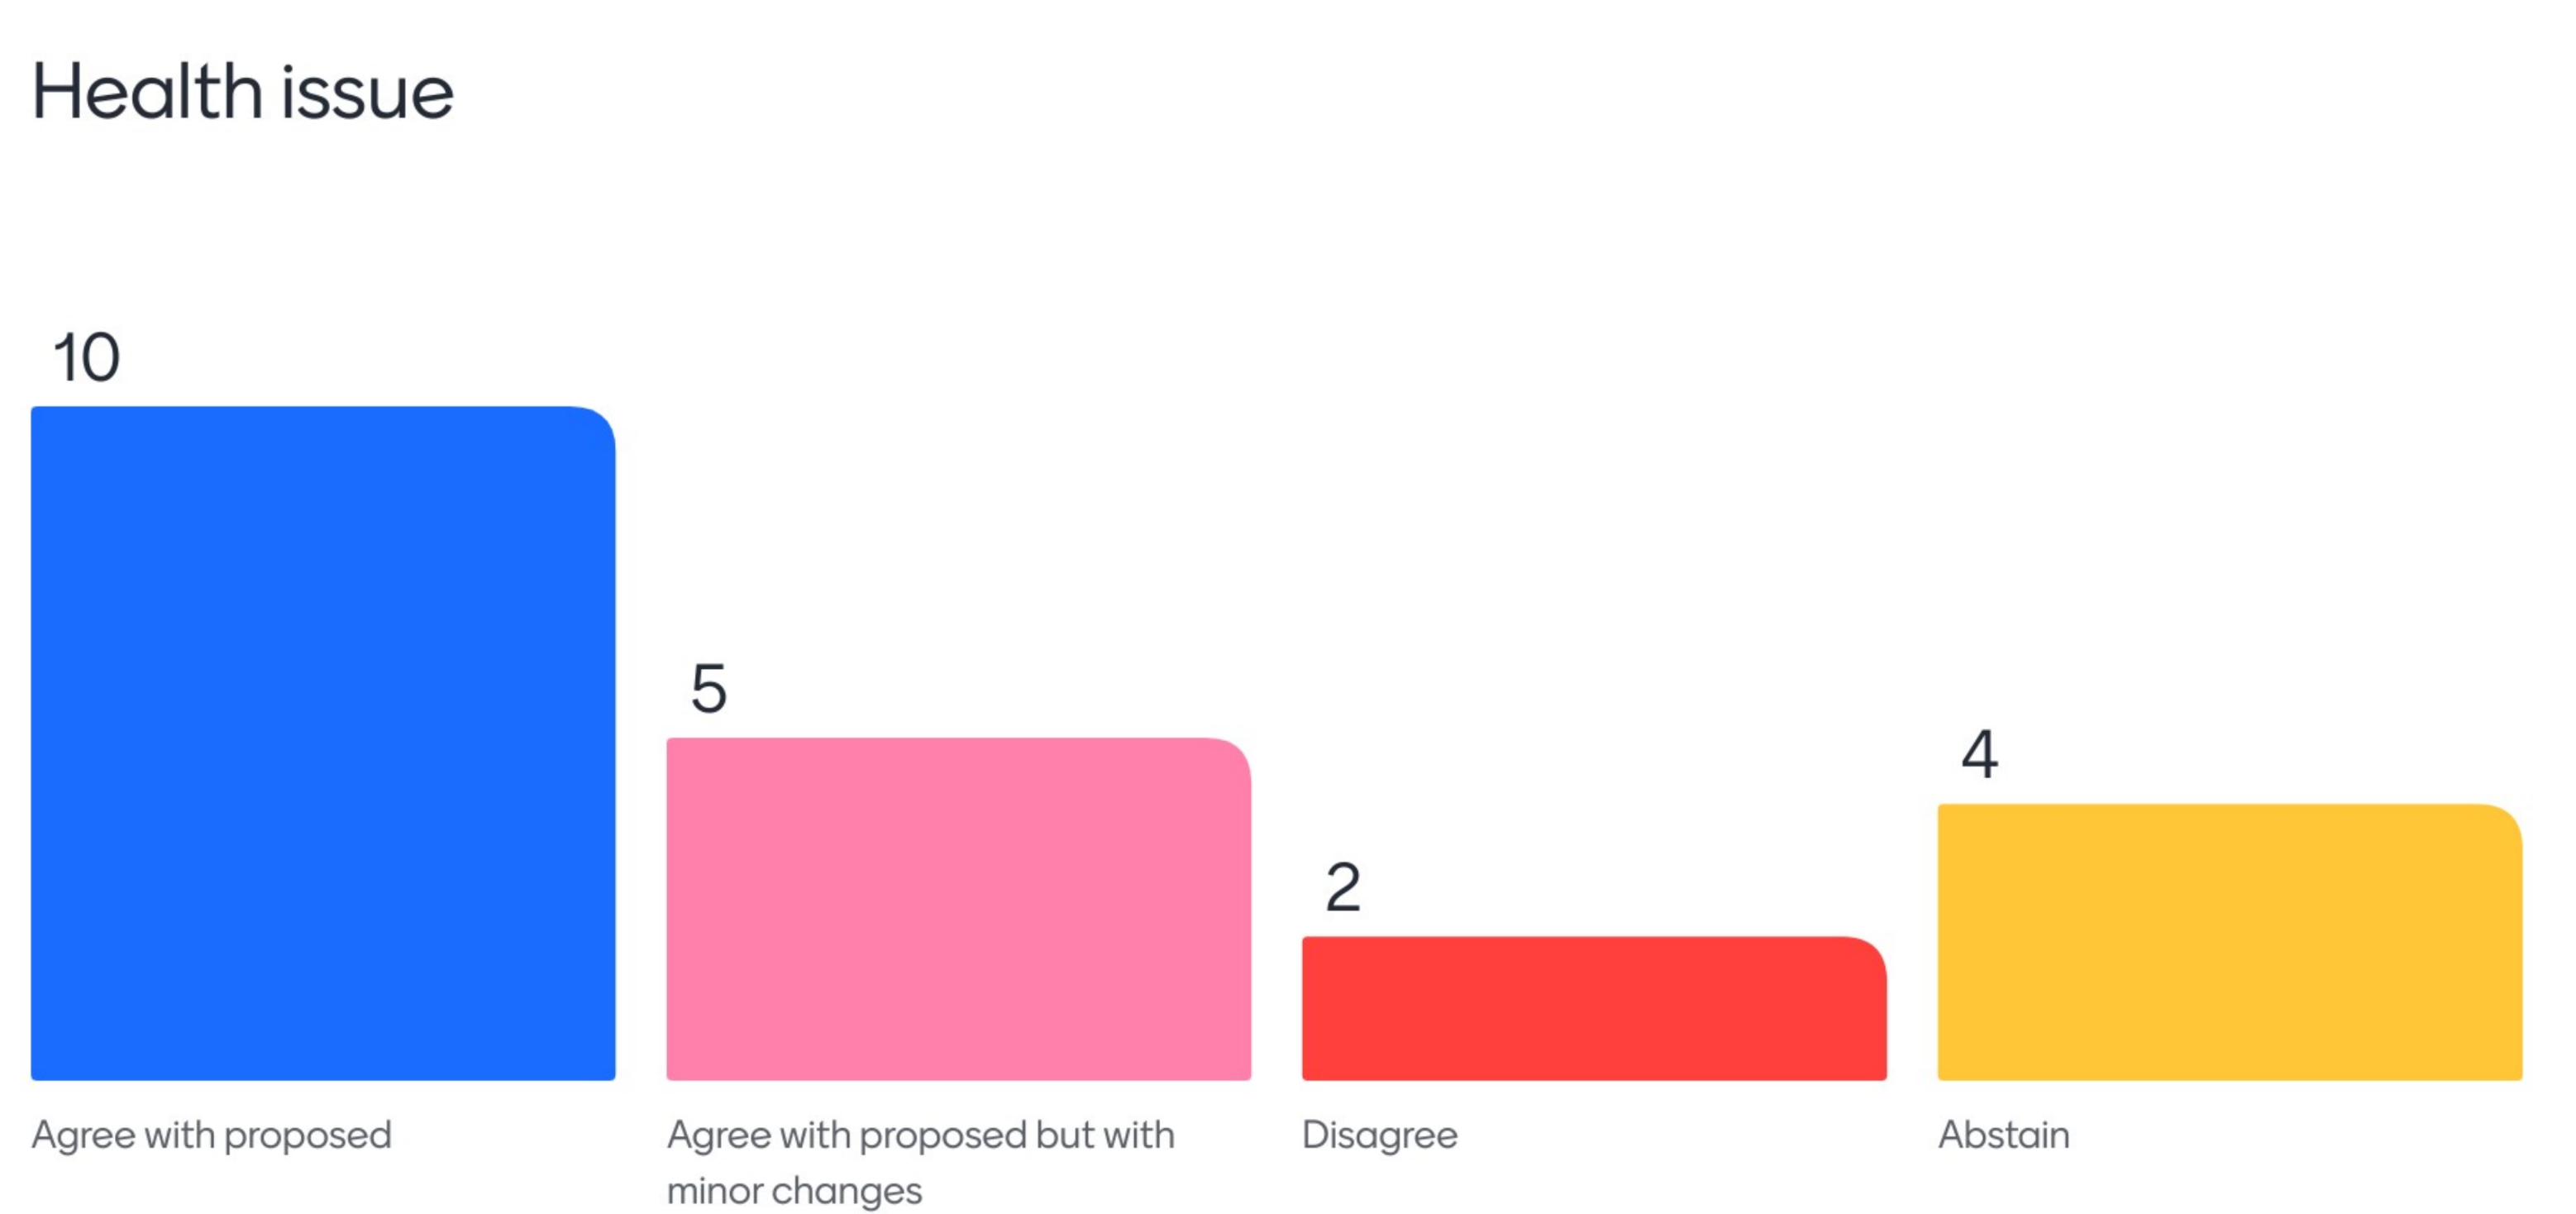 Health issue
10
5
2
4
Agree with proposed
Agree with proposed but with
minor changes
Disagree
Abstain